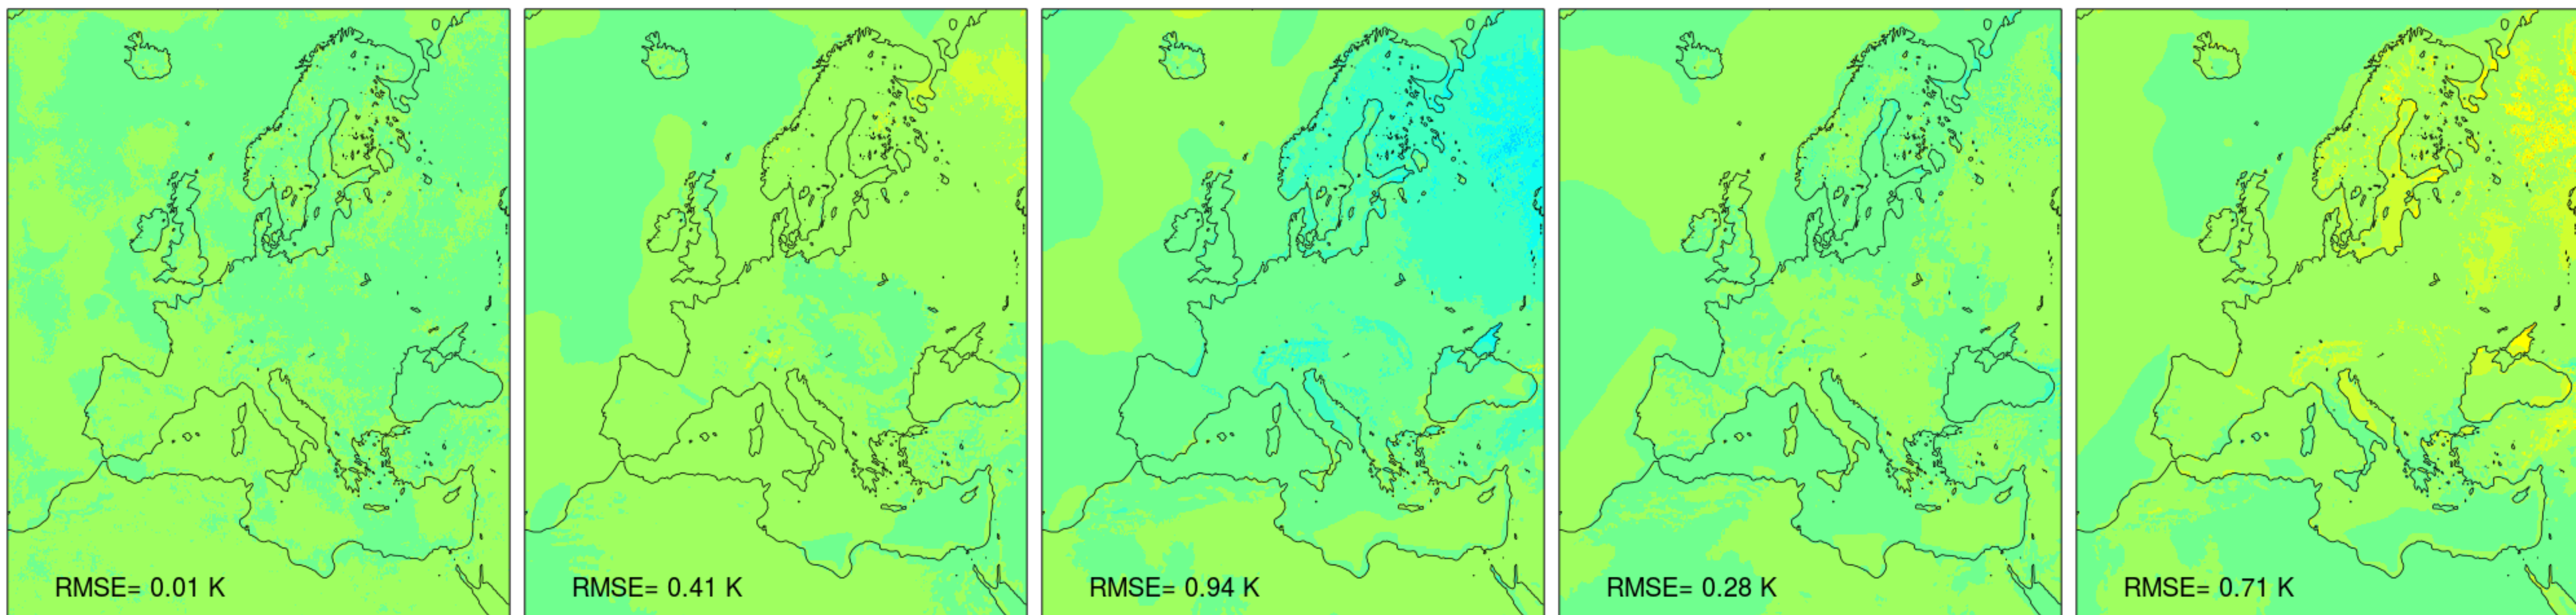 RMSE= 0.01 K
RMSE= 0.41 K
RMSE= 0.94 K
RMSE= 0.28 K
RMSE= 0.71 K